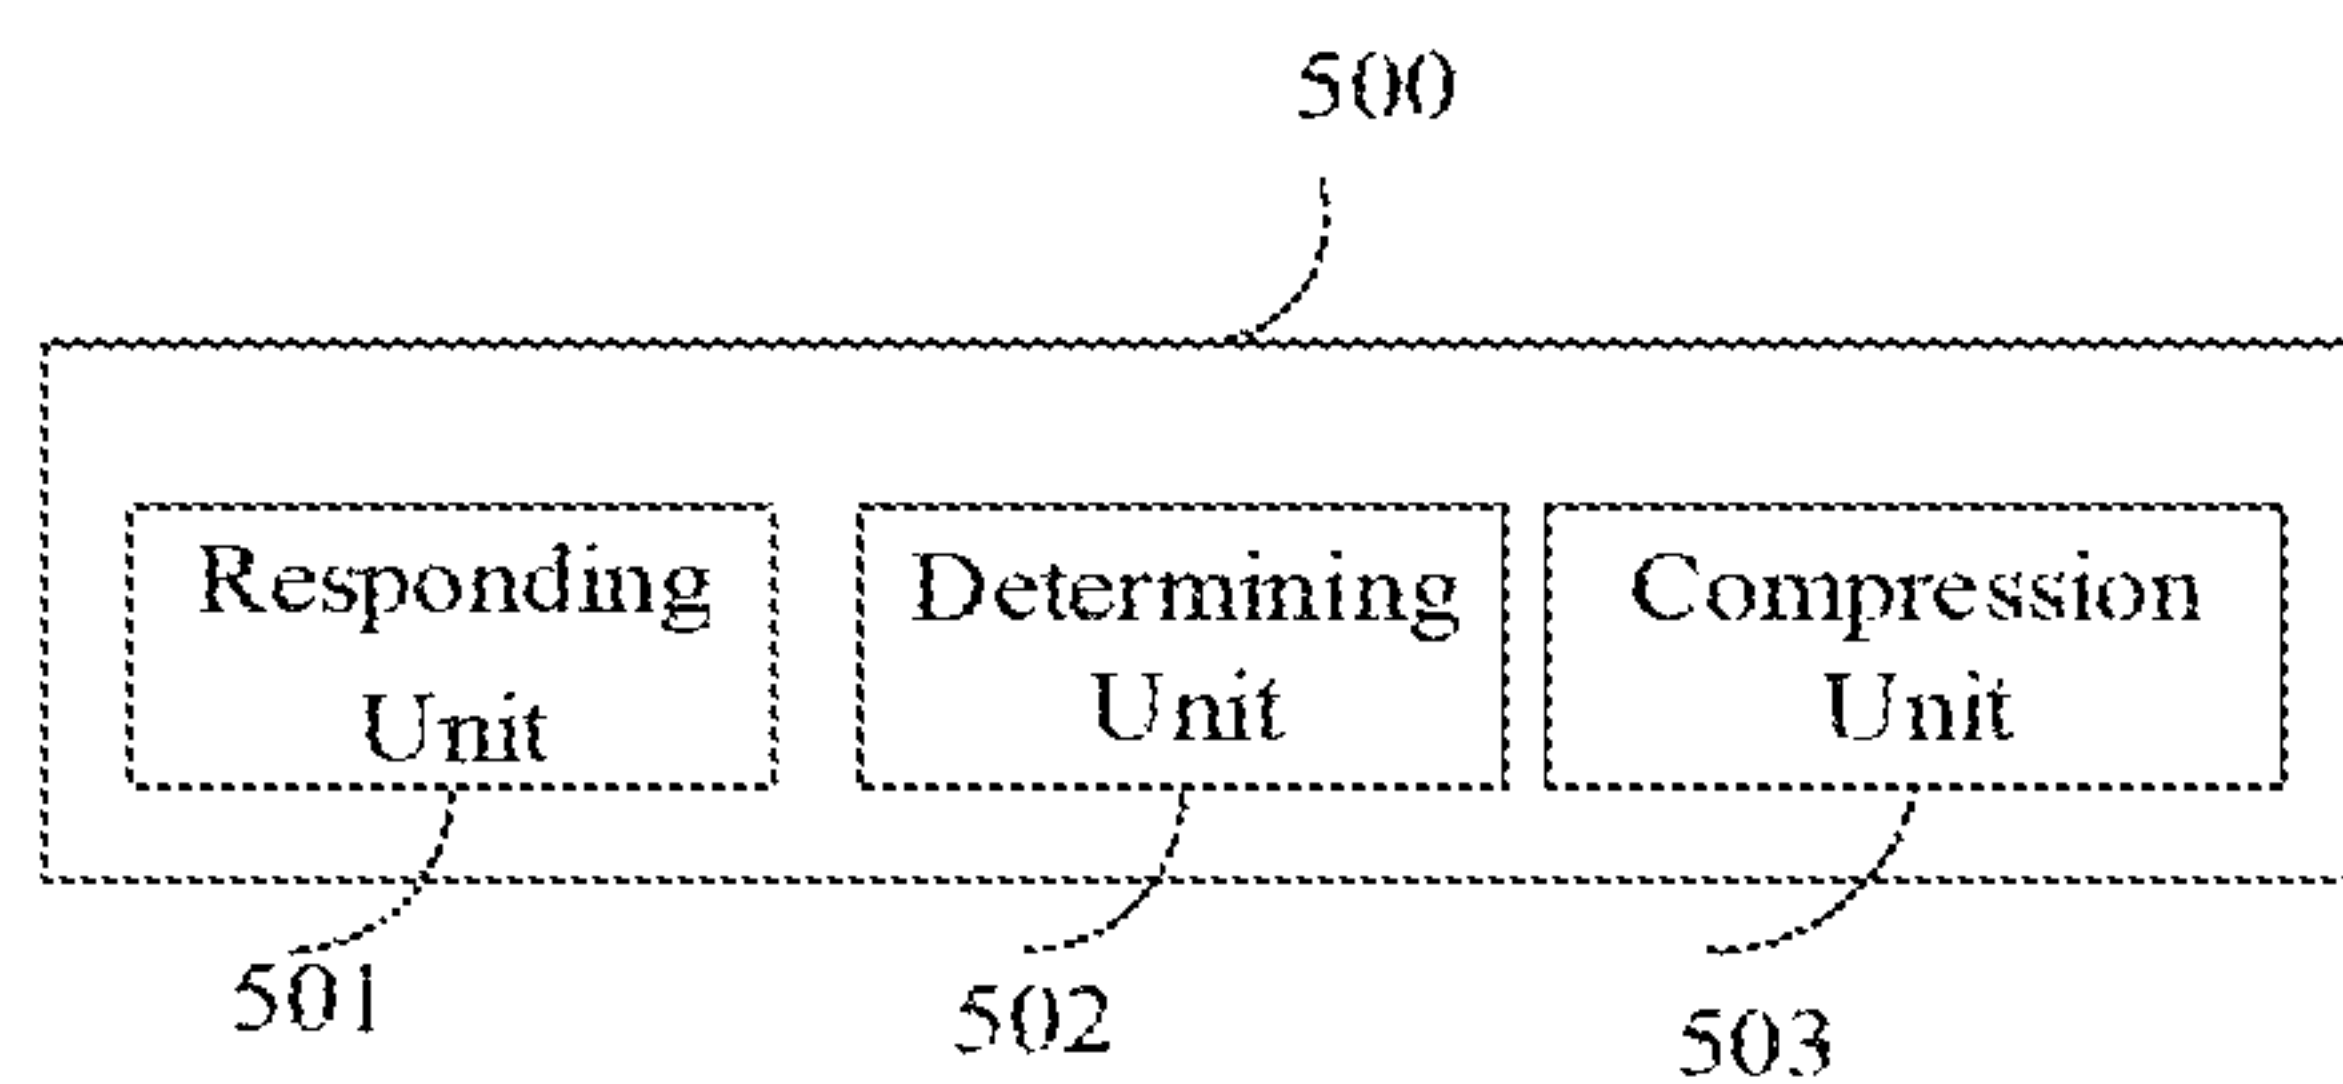 500
Responding
Unit
Determining
Unit
Compression
Unit
501
502
503